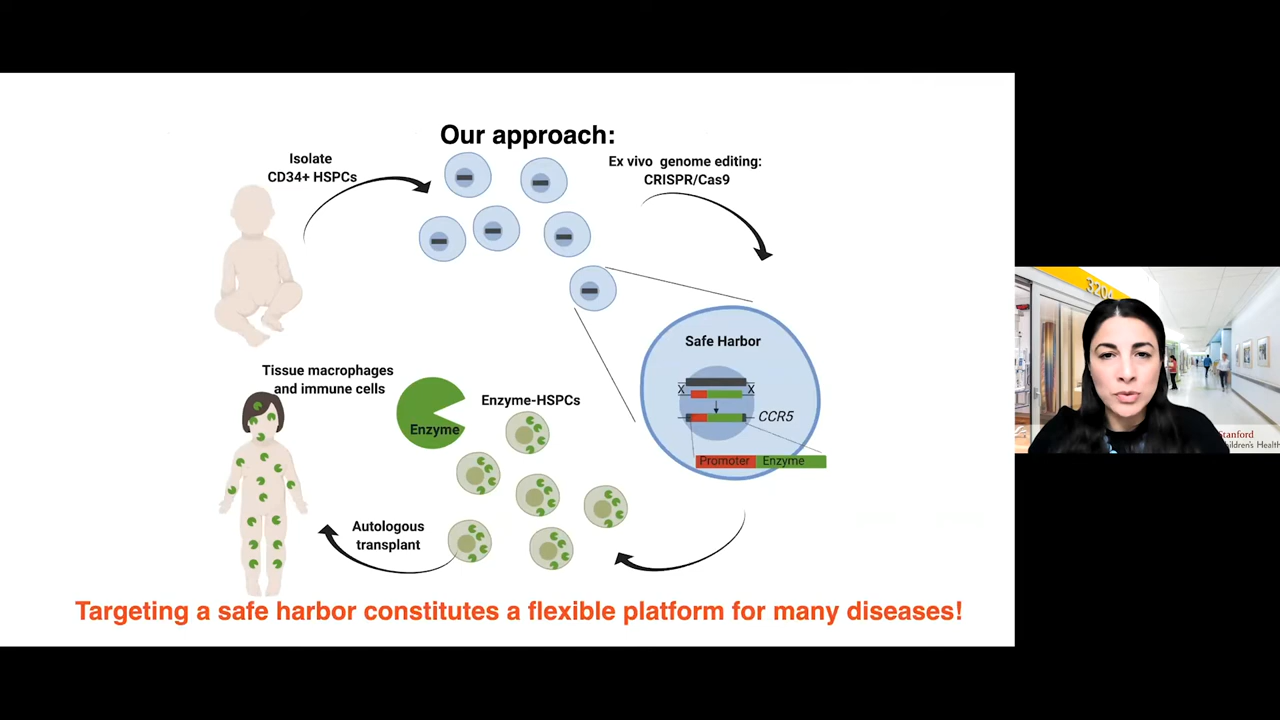 Our approach:
Isolate
CD34+ HSPCs
Ex vivo genome editing:
CRISPR/Cas9
Safe Harbor
X X
CCR5
Promoter Enzyme
Tissue macrophages
and immune cells
Enzyme
Enzyme-HSPCs
Autologous
transplant
Targeting a safe harbor constitutes a flexible platform for many diseases!
Stanford